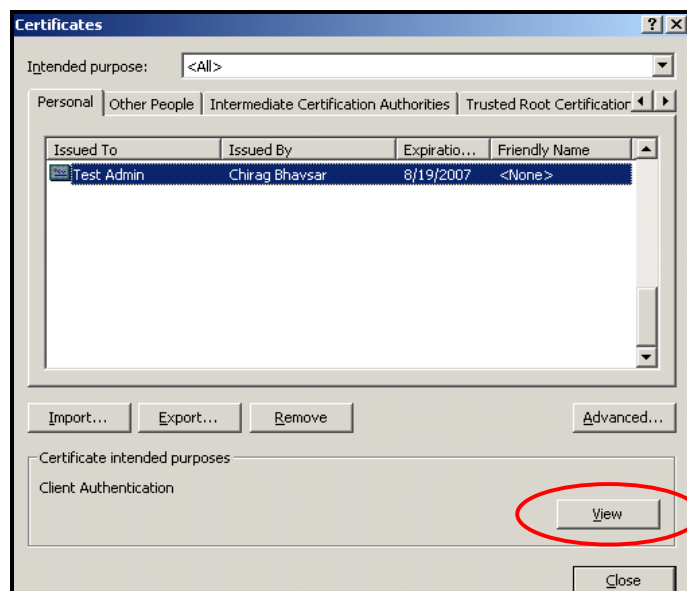 Certificates
Intended purpose: <All>
Personal Other People Intermediate Certification Authorities Trusted Root Certification
Issued To Issued By Expiratio... Friendly Name
Test Admin Chirag Bhavsar 8/19/2007 <None>
Import... Export... Remove Advanced...
Certificate intended purposes
Client Authentication
View
Close